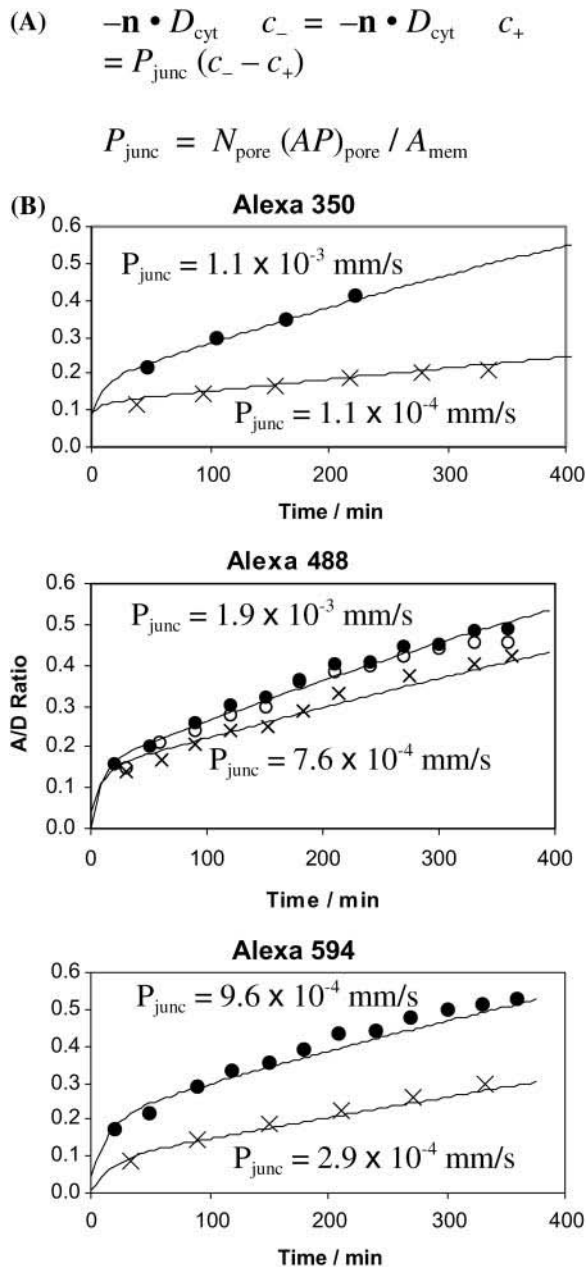 (A) –n • D_cyt c_– = –n • D_cyt c_+
= P_junc (c_– – c_+)
P_junc = N_pore (AP)_pore / A_mem
(B) Alexa 350
0.6
0.5
0.4
0.3
0.2
0.1
0.0
P_junc = 1.1 x 10^-3 mm/s
P_junc = 1.1 x 10^-4 mm/s
0 100 200 300 400
Time / min
Alexa 488
A/D Ratio
0.6
0.5
0.4
0.3
0.2
0.1
0.0
P_junc = 1.9 x 10^-3 mm/s
P_junc = 7.6 x 10^-4 mm/s
0 100 200 300 400
Time / min
Alexa 594
0.6
0.5
0.4
0.3
0.2
0.1
0.0
P_junc = 9.6 x 10^-4 mm/s
P_junc = 2.9 x 10^-4 mm/s
0 100 200 300 400
Time / min